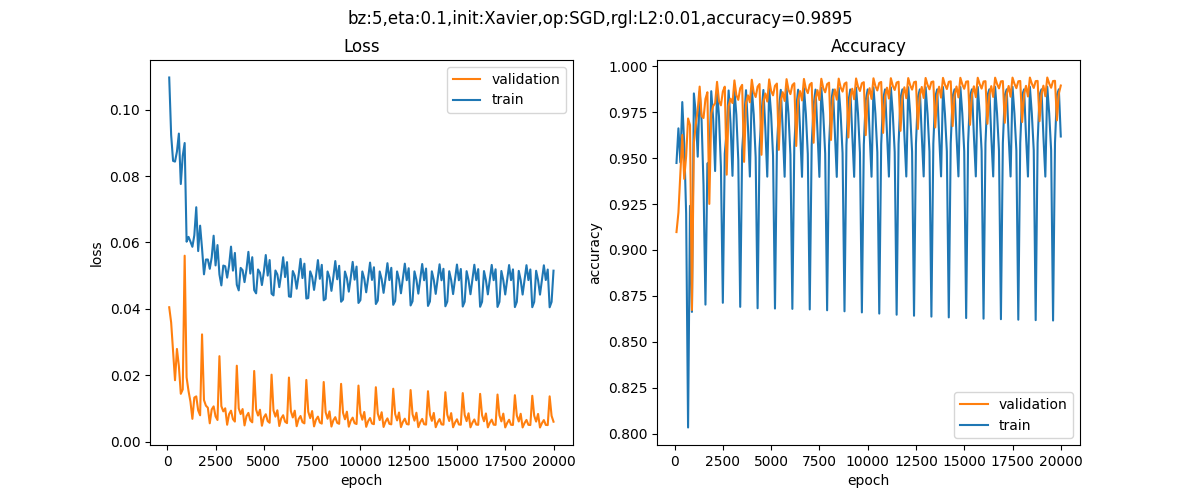 bz:5,eta:0.1,init:Xavier,op:SGD,rgl:L2:0.01,accuracy=0.9895
Loss
validation
train
0.10
0.08
0.06
0.04
0.02
0.00
loss
0 2500 5000 7500 10000 12500 15000 17500 20000
epoch
Accuracy
1.000
0.975
0.950
0.925
0.900
0.875
0.850
0.825
0.800
accuracy
validation
train
0 2500 5000 7500 10000 12500 15000 17500 20000
epoch